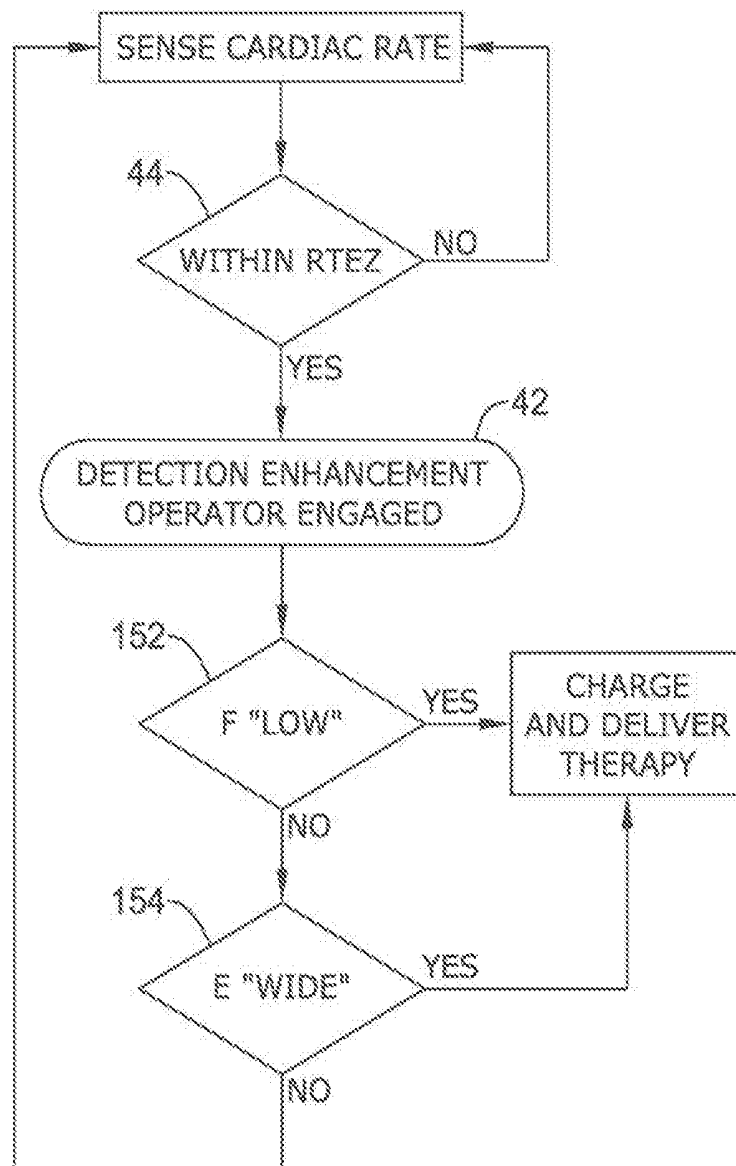 SENSE CARDIAC RATE
44
WITHIN RTEZ
NO
YES
42
DETECTION ENHANCEMENT
OPERATOR ENGAGED
152
F "LOW"
YES
CHARGE
AND DELIVER
THERAPY
NO
154
E "WIDE"
YES
NO